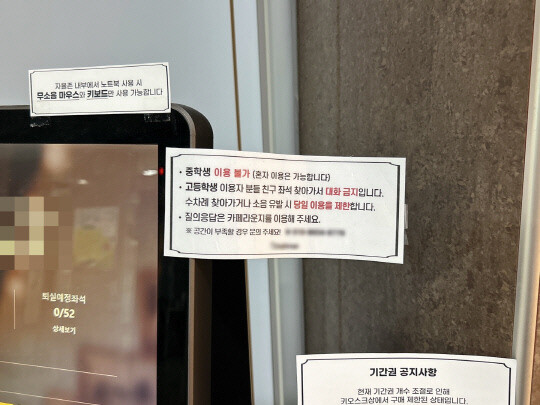 자율존 내부에서 노트북 사용 시
무소음 마우스와 키보드만 사용 가능합니다
• 중학생 이용 불가 (혼자 이용은 가능합니다)
• 고등학생 이용자 분들 친구 좌석 찾아가서 대화 금지입니다.
수차례 찾아가거나 소음 유발 시 당일 이용을 제한합니다.
• 질의응답은 카페라운지를 이용해 주세요.
※ 공간이 부족할 경우 문의 주세요!
퇴실예정좌석
0/52
상세보기
기간권 공지사항
현재 기간권 개수 조절로 인해
키오스크상에서 구매 제한된 상태입니다.